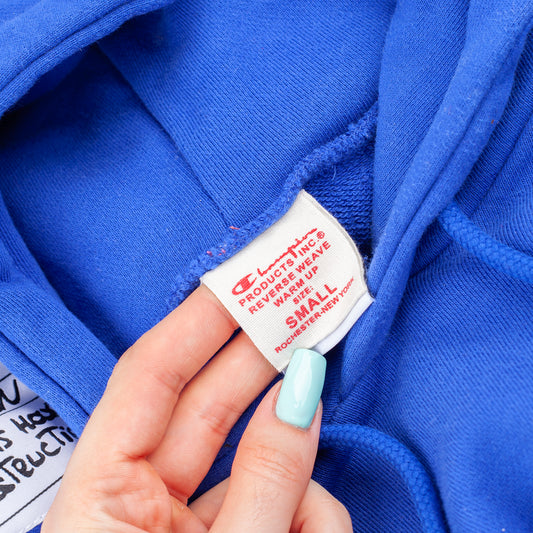 Champion
PRODUCTS INC.®
REVERSE WEAVE
WARM UP
SIZE:
SMALL
ROCHESTER-NEW YORK